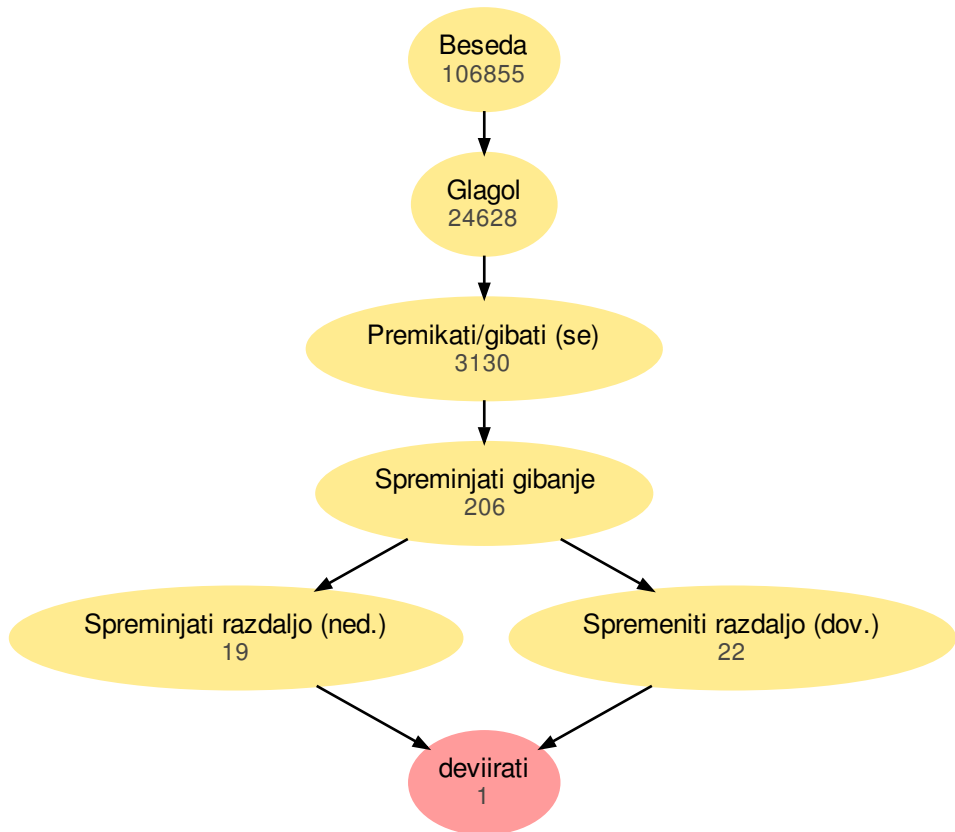 Beseda
106855
Glagol
24628
Premikati/gibati (se)
3130
Spreminjati gibanje
206
Spreminjati razdaljo (ned.)
19
Spremeniti razdaljo (dov.)
22
deviirati
1